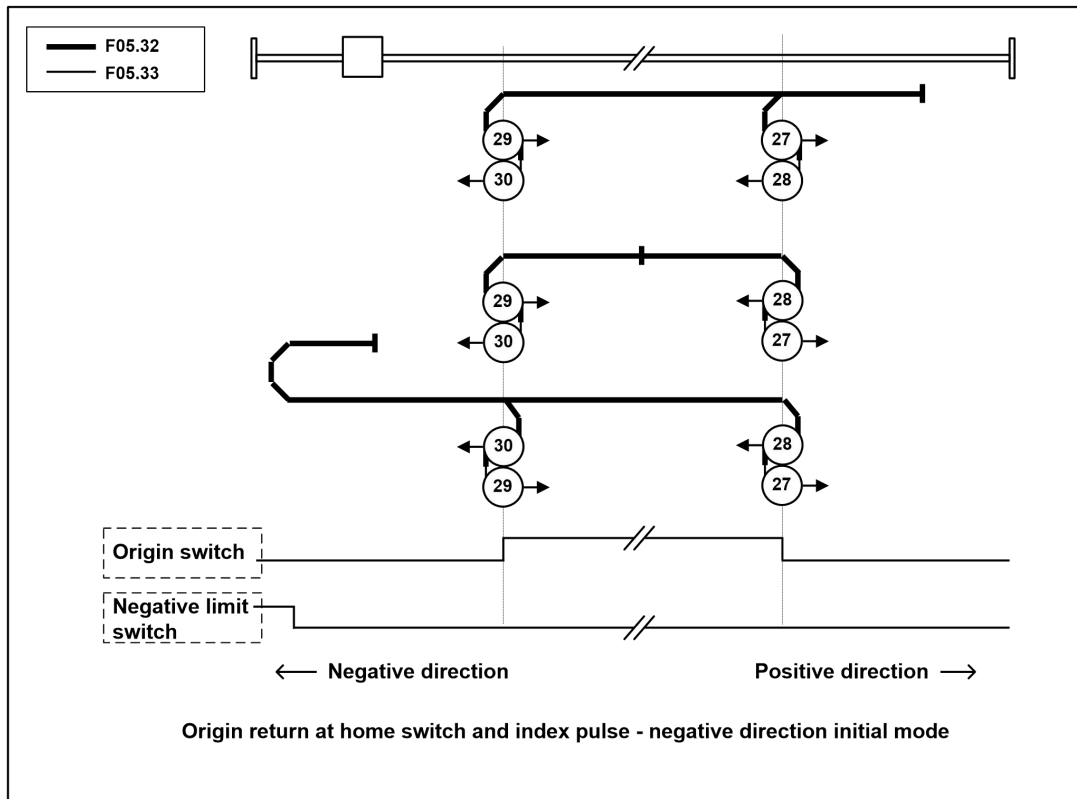 F05.32
F05.33
29
27
30
28
29
28
30
27
30
28
29
27
Origin switch
Negative limit
switch
Negative direction
Positive direction
Origin return at home switch and index pulse - negative direction initial mode